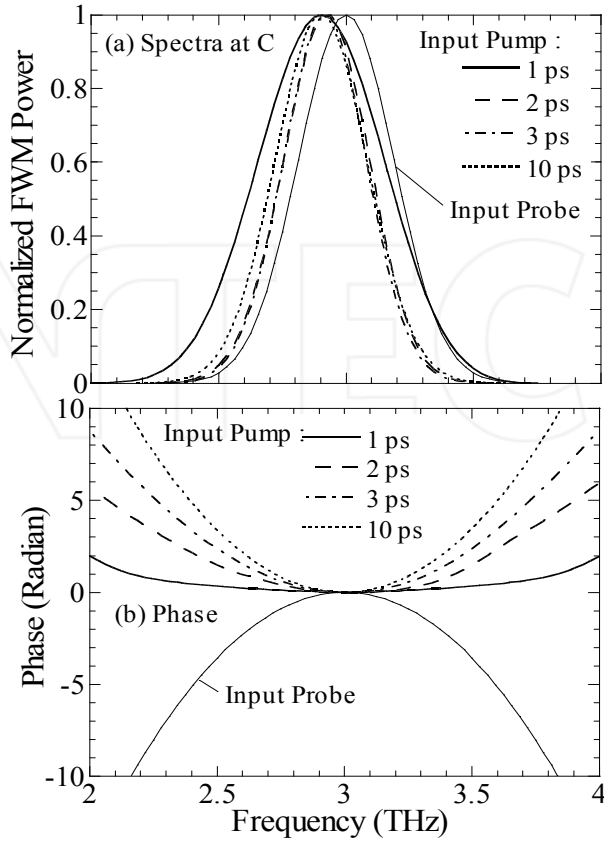 (a) Spectra at C
Input Pump :
1 ps
2 ps
3 ps
10 ps
Input Probe
Normalized FWM Power
1
0.8
0.6
0.4
0.2
0
Input Pump :
1 ps
2 ps
3 ps
10 ps
(b) Phase
Input Probe
Phase (Radian)
10
5
0
-5
-10
2 2.5 3 3.5 4
Frequency (THz)